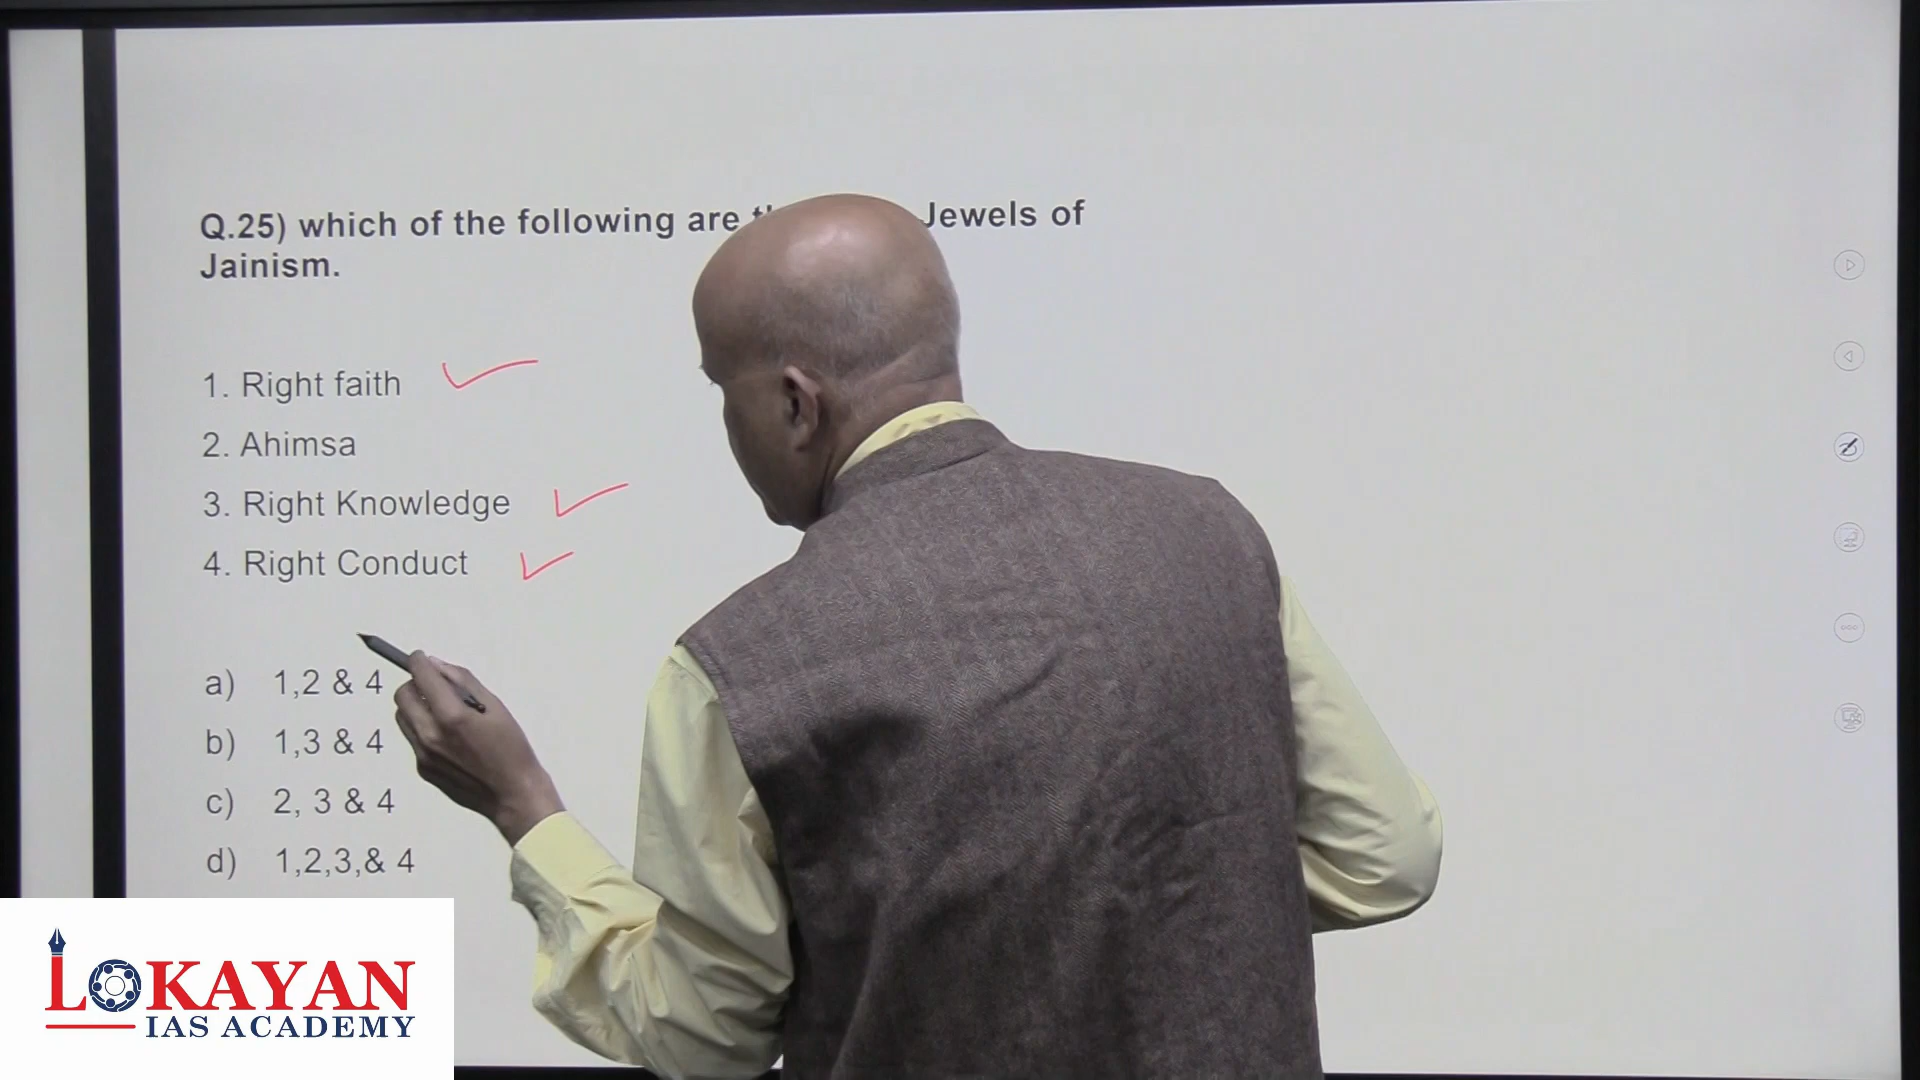 Q.25) which of the following are Jewels of
Jainism.
1. Right faith
2. Ahimsa
3. Right Knowledge
4. Right Conduct
a) 1,2 & 4
b) 1,3 & 4
c) 2, 3 & 4
d) 1,2,3,& 4
LOKAYAN
IAS ACADEMY